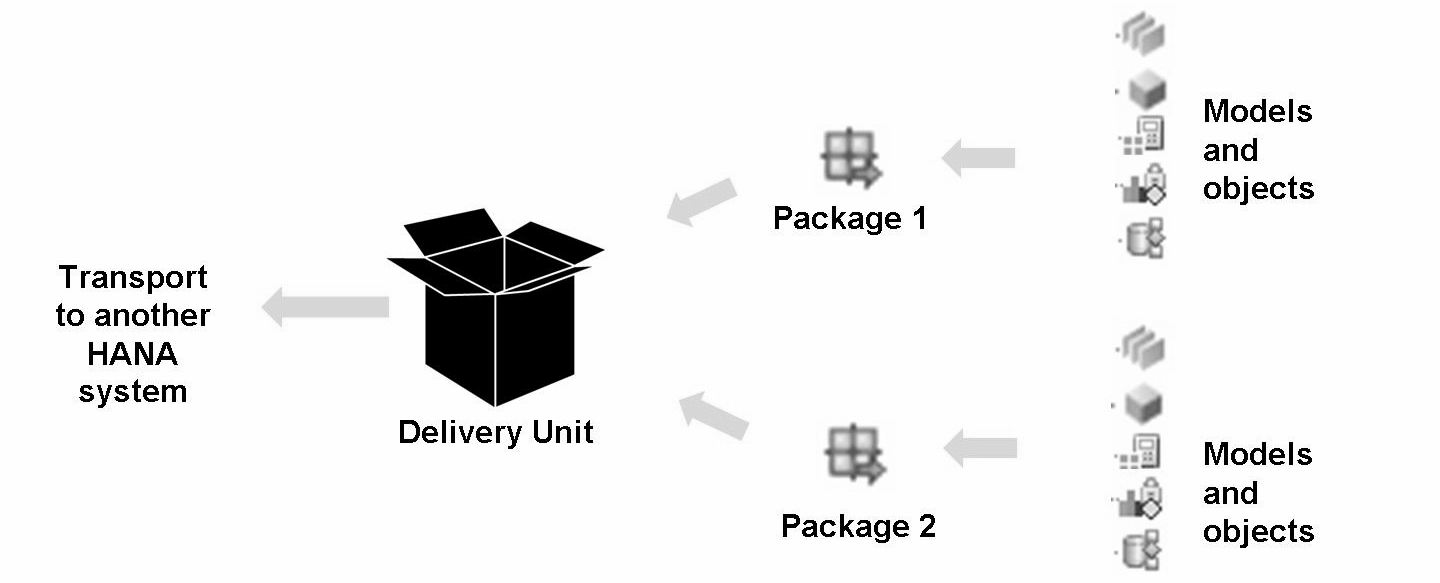 Models
and
objects
Package 1
Transport
to another
HANA
system
Delivery Unit
Models
and
objects
Package 2